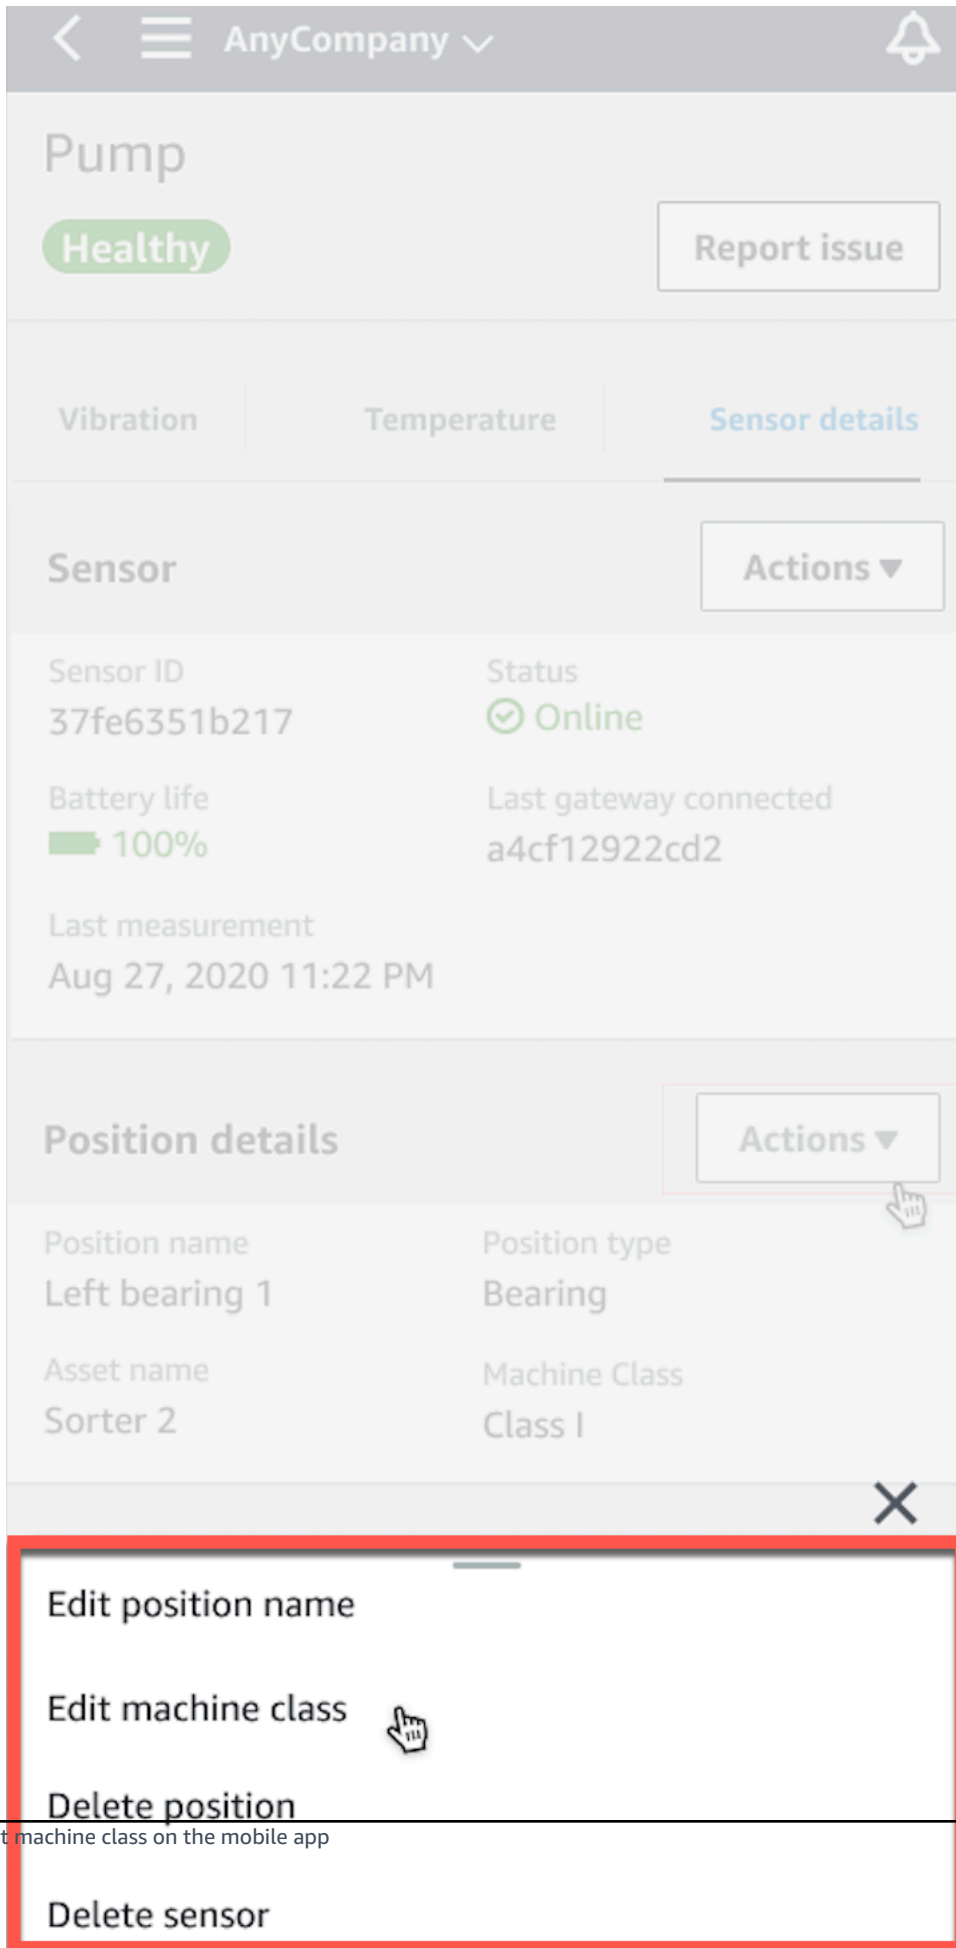 AnyCompany
Pump
Healthy
Report issue
Vibration
Temperature
Sensor details
Sensor
Actions
Sensor ID
Status
37fe6351b217
Online
Battery life
Last gateway connected
100%
a4cf12922cd2
Last measurement
Aug 27, 2020 11:22 PM
Position details
Actions
Position name
Position type
Left bearing 1
Bearing
Asset name
Machine Class
Sorter 2
Class I
Edit position name
Edit machine class
Delete position
t machine class on the mobile app
Delete sensor